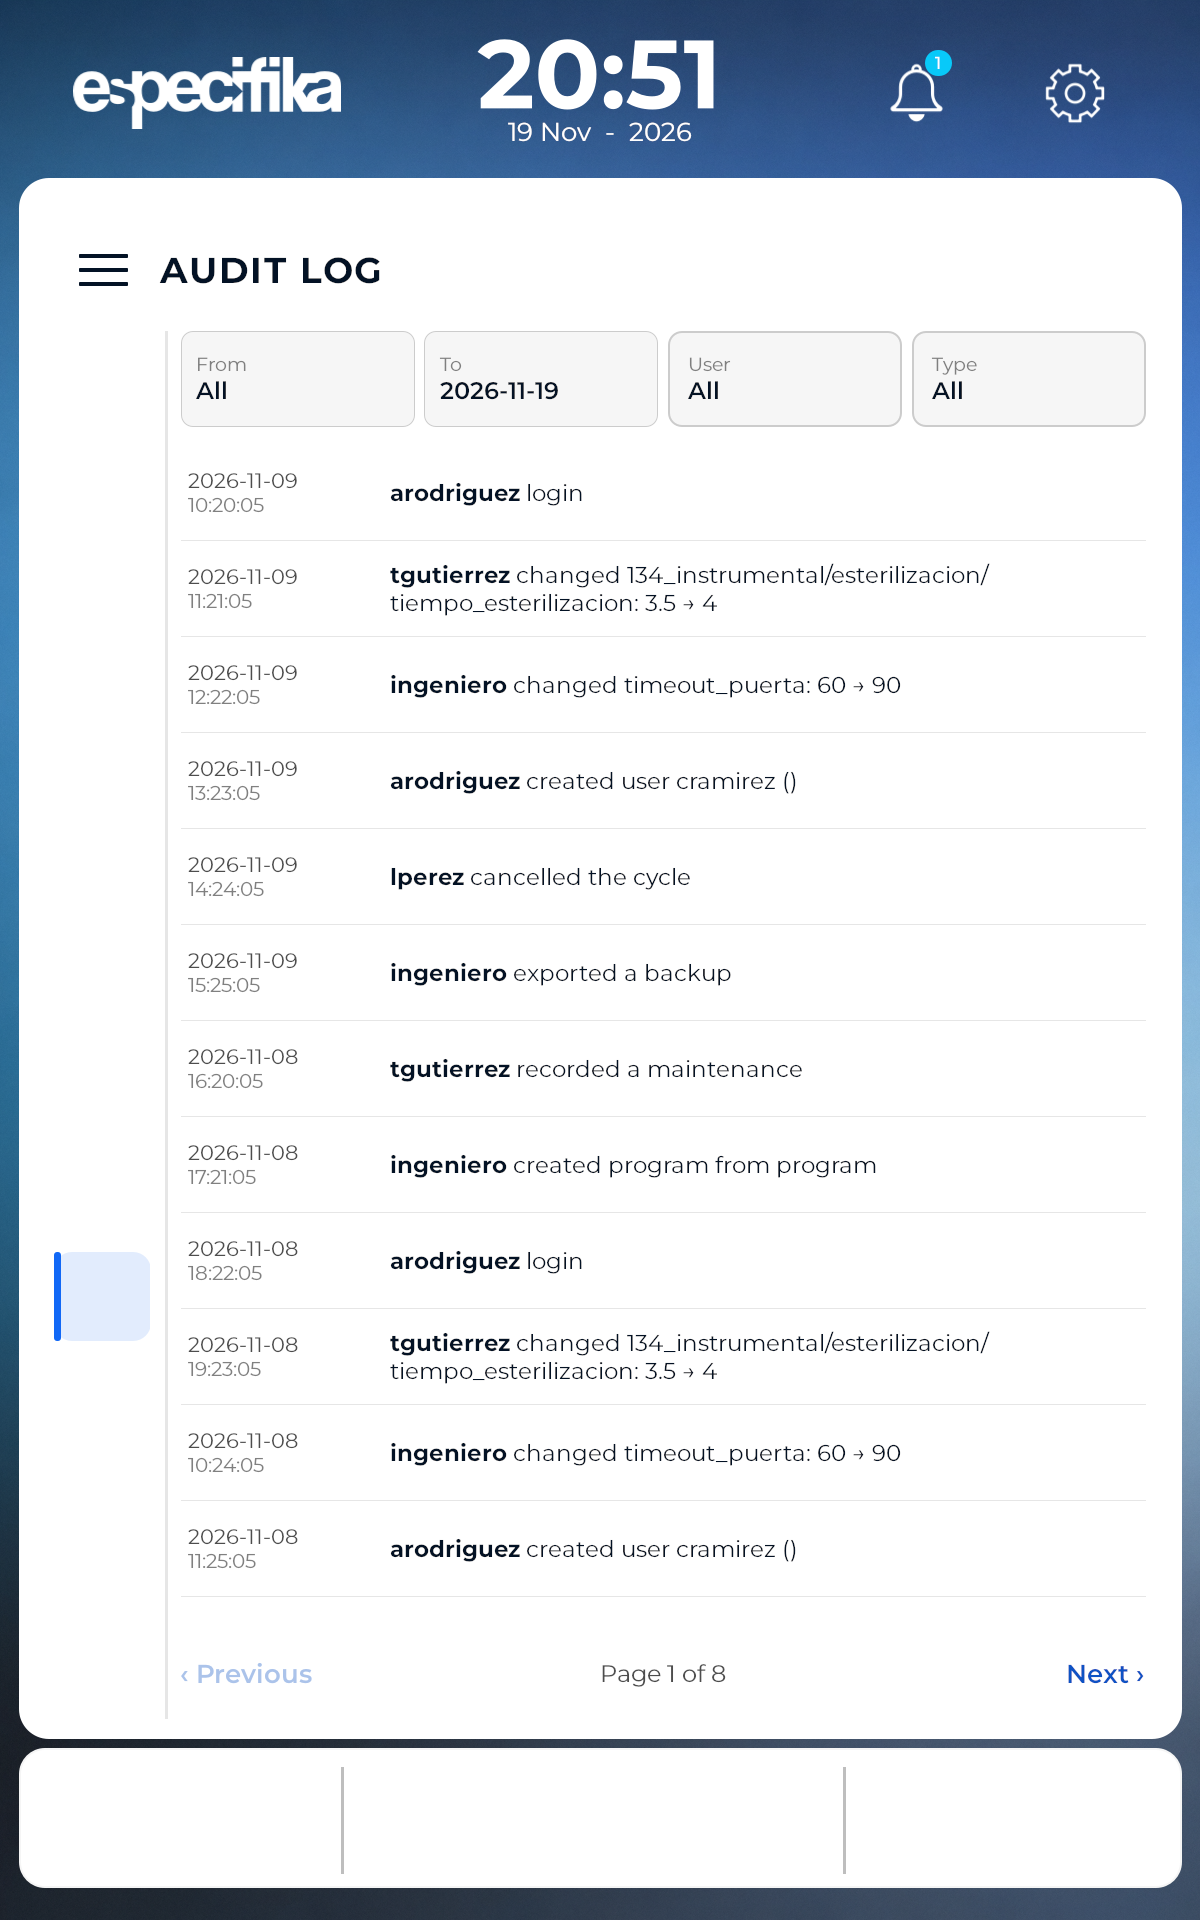 especifika
20:51
19 Nov - 2026
1
AUDIT LOG
From
All
To
2026-11-19
User
All
Type
All
2026-11-09
10:20:05
arodriguez login
2026-11-09
11:21:05
tgutierrez changed 134_instrumental/esterilizacion/
tiempo_esterilizacion: 3.5 → 4
2026-11-09
12:22:05
ingeniero changed timeout_puerta: 60 → 90
2026-11-09
13:23:05
arodriguez created user cramirez ()
2026-11-09
14:24:05
lperez cancelled the cycle
2026-11-09
15:25:05
ingeniero exported a backup
2026-11-08
16:20:05
tgutierrez recorded a maintenance
2026-11-08
17:21:05
ingeniero created program from program
2026-11-08
18:22:05
arodriguez login
2026-11-08
19:23:05
tgutierrez changed 134_instrumental/esterilizacion/
tiempo_esterilizacion: 3.5 → 4
2026-11-08
10:24:05
ingeniero changed timeout_puerta: 60 → 90
2026-11-08
11:25:05
arodriguez created user cramirez ()
‹ Previous
Page 1 of 8
Next ›